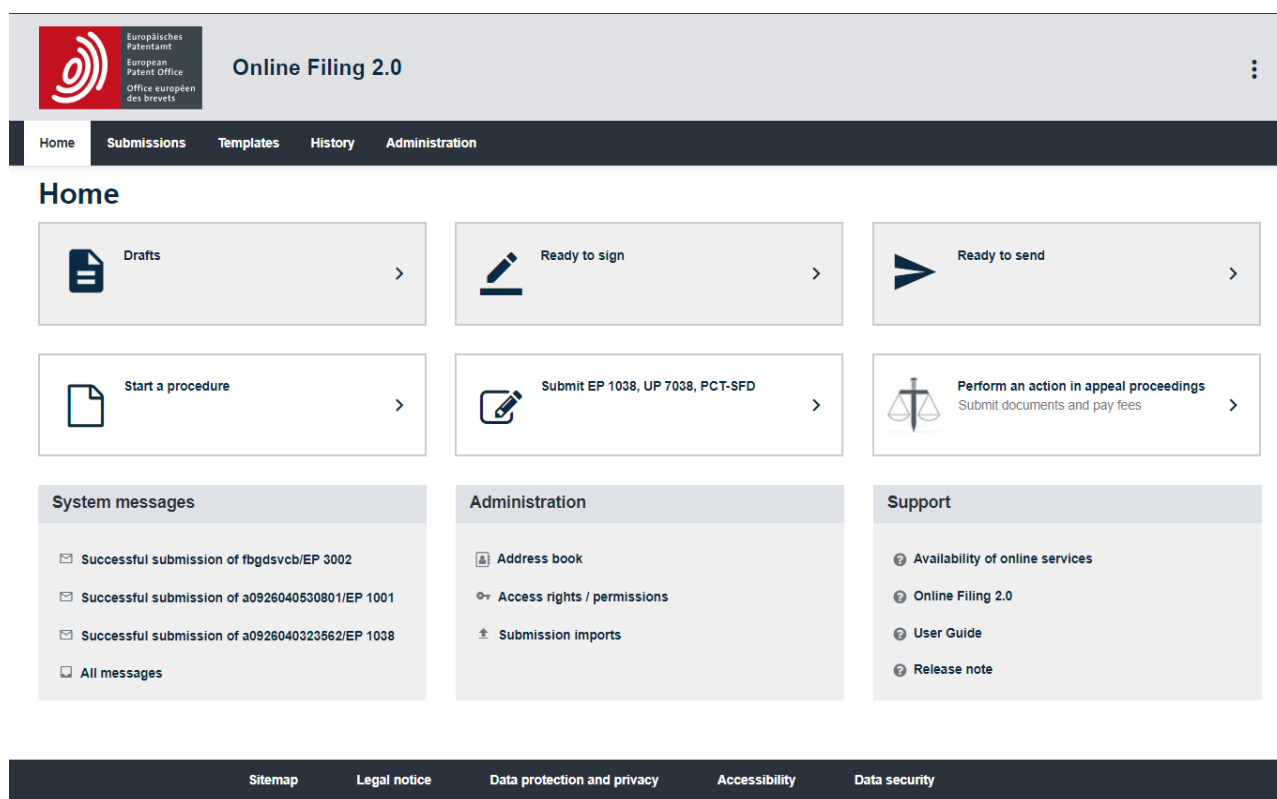 Europäisches
Patentamt
European
Patent Office
Office européen
des brevets
Online Filing 2.0
Home Submissions Templates History Administration
Home
Drafts
Ready to sign
Ready to send
Start a procedure
Submit EP 1038, UP 7038, PCT-SFD
Perform an action in appeal proceedings
Submit documents and pay fees
System messages
Successful submission of fbgdsvcb/EP 3002
Successful submission of a0926040530801/EP 1001
Successful submission of a0926040323562/EP 1038
All messages
Administration
Address book
Access rights / permissions
Submission imports
Support
Availability of online services
Online Filing 2.0
User Guide
Release note
Sitemap Legal notice Data protection and privacy Accessibility Data security